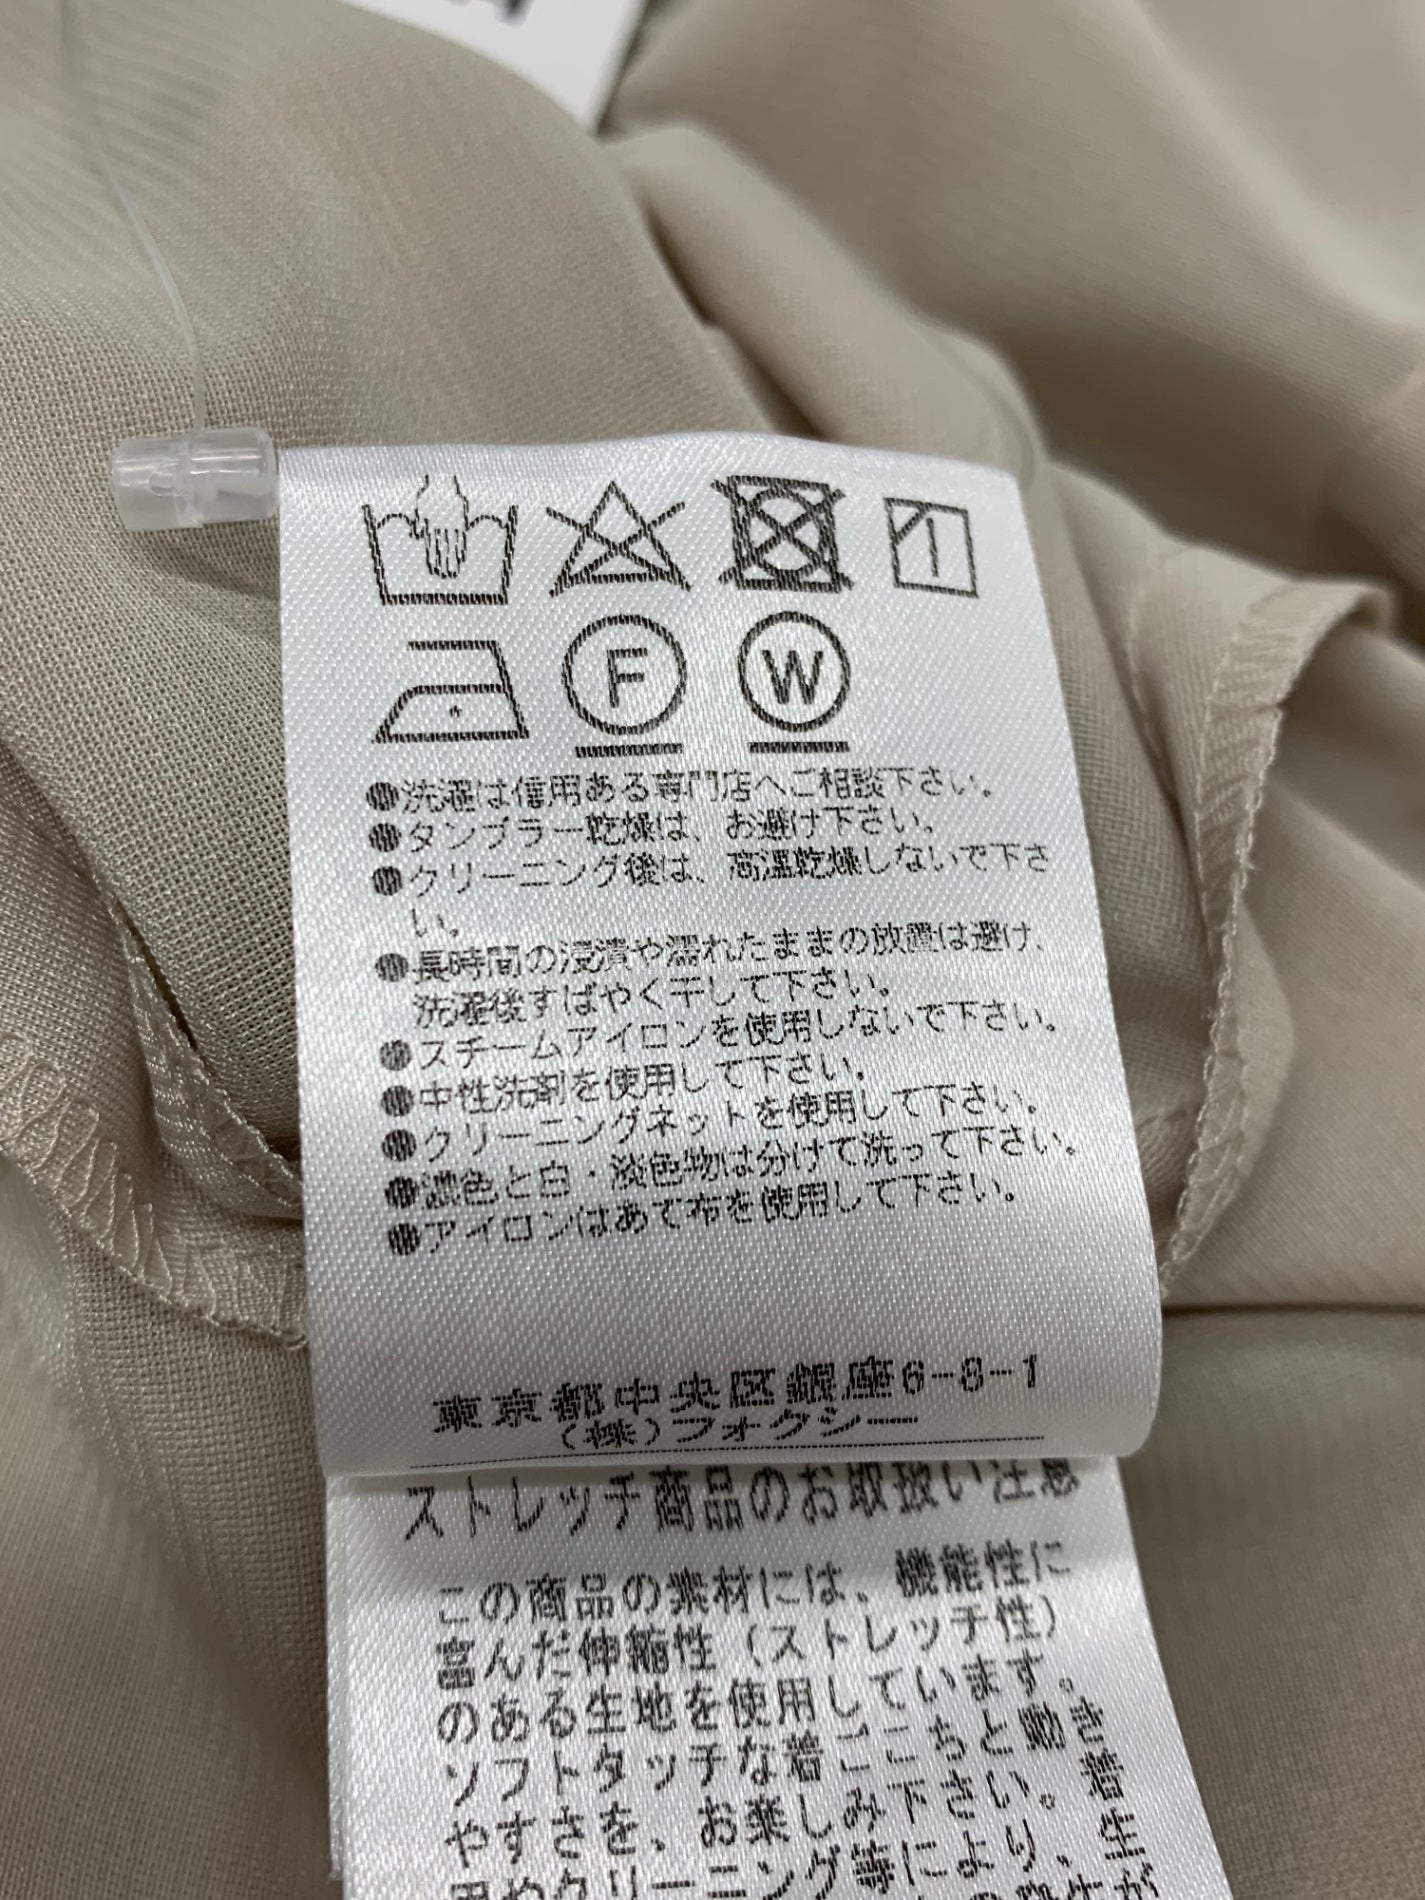 F
W
●洗濯は信用ある専門店へご相談下さい。
●タンブラー乾燥は、お避け下さい。
●クリーニング後は、高温乾燥しないで下さ
い。
●長時間の浸漬や濡れたままの放置は避け、
洗濯後すばやく干して下さい。
●スチームアイロンを使用しないで下さい。
●中性洗剤を使用して下さい。
●クリーニングネットを使用して下さい。
●濃色と白・淡色物は分けて洗って下さい。
●アイロンはあて布を使用して下さい。
東京都中央区銀座6-8-1
(株)フォクシー
ストレッチ商品のお取扱い注意
この商品の素材には、機能性に
富んだ伸縮性(ストレッチ性)
のある生地を使用しています。
ソフトタッチな着ごこちと動き
やすさを、お楽しみ下さい。着
クリーニング等により、生